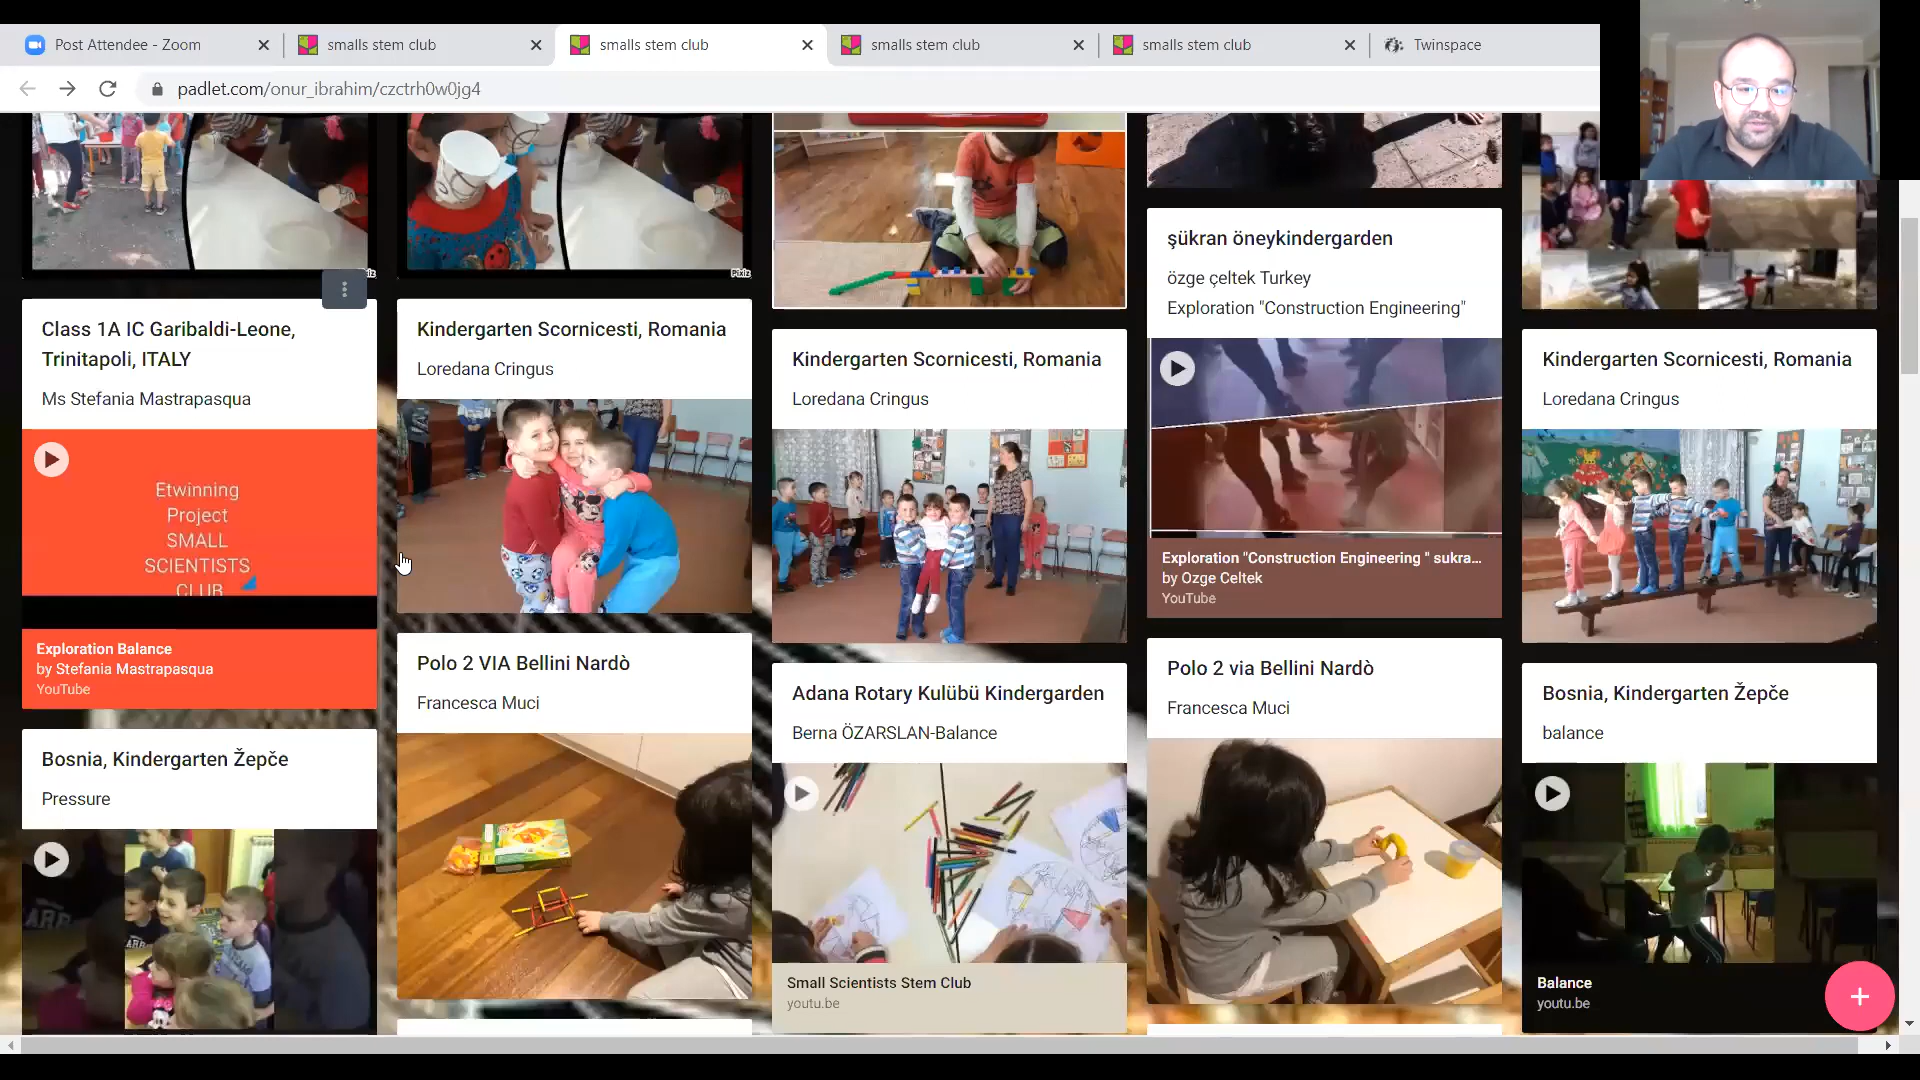 Post Attendee - Zoom
smalls stem club
smalls stem club
smalls stem club
smalls stem club
Twinspace
padlet.com/onur_ibrahim/czctrh0w0jg4
Class 1A IC Garibaldi-Leone,
Trinitapoli, ITALY
Ms Stefania Mastrapasqua
Etwinning
Project
SMALL
SCIENTISTS
CLUB
Exploration Balance
by Stefania Mastrapasqua
YouTube
Bosnia, Kindergarten Žepče
Pressure
Pixiz
Kindergarten Scornicesti, Romania
Loredana Cringus
Polo 2 VIA Bellini Nardò
Francesca Muci
Kindergarten Scornicesti, Romania
Loredana Cringus
Adana Rotary Kulübü Kindergarden
Berna ÖZARSLAN-Balance
Small Scientists Stem Club
youtu.be
şükran öneykindergarden
özge çeltek Turkey
Exploration "Construction Engineering"
Exploration "Construction Engineering " sukra...
by Ozge Celtek
YouTube
Polo 2 via Bellini Nardò
Francesca Muci
Kindergarten Scornicesti, Romania
Loredana Cringus
Bosnia, Kindergarten Žepče
balance
Balance
youtu.be